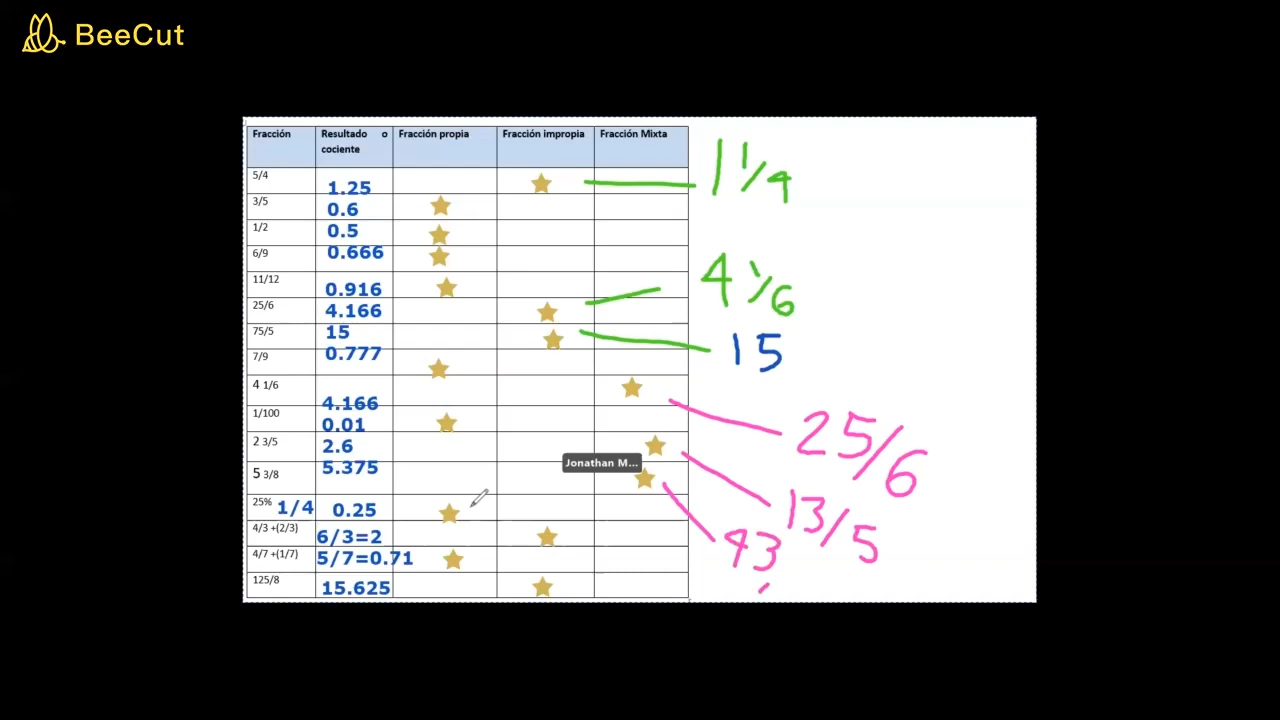 BeeCut
Fracción Resultado o cociente Fracción propia Fracción impropia Fracción Mixta
5/4 1.25 1 1/4
3/5 0.6
1/2 0.5
6/9 0.666
11/12 0.916
25/6 4.166 4 1/6
75/5 15 15
7/9 0.777
4 1/6 4.166 25/6
1/100 0.01
2 3/5 2.6 13/5
Jonathan M...
5 3/8 5.375 43
25% 1/4 0.25
4/3 +(2/3) 6/3=2
4/7 +(1/7) 5/7=0.71
125/8 15.625